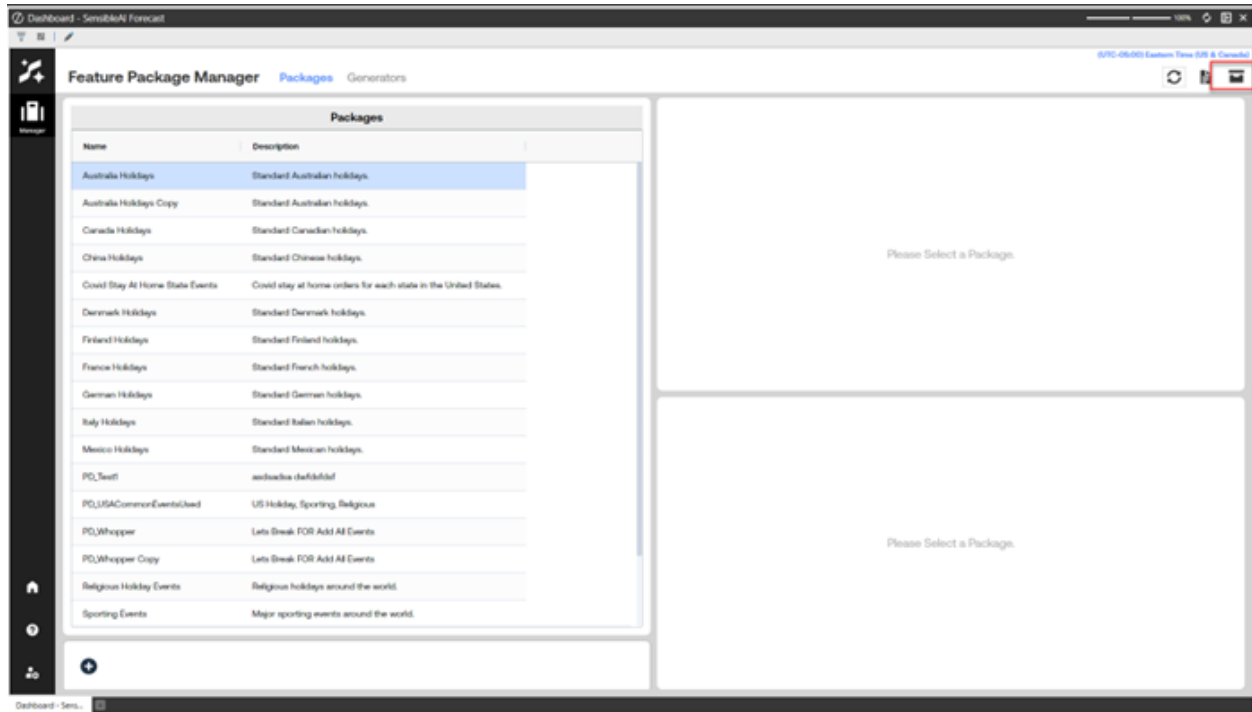 Dashboard - SensibleAI Forecast
100%
(UTC-05:00) Eastern Time (US & Canada)
Feature Package Manager Packages Generators
Manager
Packages
Name Description
Australia Holidays Standard Australian holidays.
Australia Holidays Copy Standard Australian holidays.
Canada Holidays Standard Canadian holidays.
China Holidays Standard Chinese holidays.
Covid Stay At Home State Events Covid stay at home orders for each state in the United States.
Denmark Holidays Standard Denmark holidays.
Finland Holidays Standard Finland holidays.
France Holidays Standard French holidays.
German Holidays Standard German holidays.
Italy Holidays Standard Italian holidays.
Mexico Holidays Standard Mexican holidays.
PD_Test1
PD_USACommonEventsUsed US Holiday, Sporting, Religious
PD_Whopper Lets Break FOR Add All Events
PD_Whopper Copy Lets Break FOR Add All Events
Religious Holiday Events Religious holidays around the world.
Sporting Events Major sporting events around the world.
Please Select a Package.
Please Select a Package.
Dashboard - Sens...